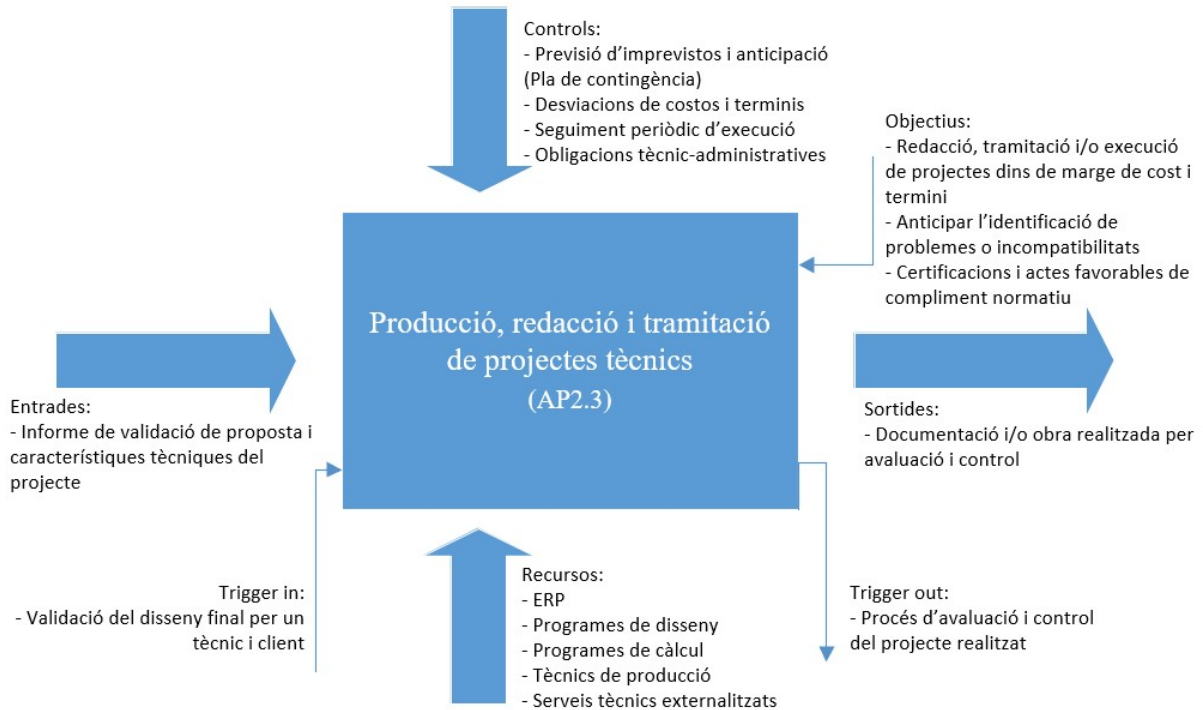 Controls:
- Previsió d’imprevistos i anticipació
(Pla de contingència)
- Desviacions de costos i terminis
- Seguiment periòdic d’execució
- Obligacions tècnic-administratives
Objectius:
- Redacció, tramitació i/o execució
de projectes dins de marge de cost i
termini
- Anticipar l’identificació de
problemes o incompatibilitats
- Certificacions i actes favorables de
compliment normatiu
Producció, redacció i tramitació
de projectes tècnics
(AP2.3)
Entrades:
- Informe de validació de proposta i
característiques tècniques del
projecte
Sortides:
- Documentació i/o obra realitzada per
avaluació i control
Trigger in:
- Validació del disseny final per un
tècnic i client
Recursos:
- ERP
- Programes de disseny
- Programes de càlcul
- Tècnics de producció
- Serveis tècnics externalitzats
Trigger out:
- Procés d’avaluació i control
del projecte realitzat